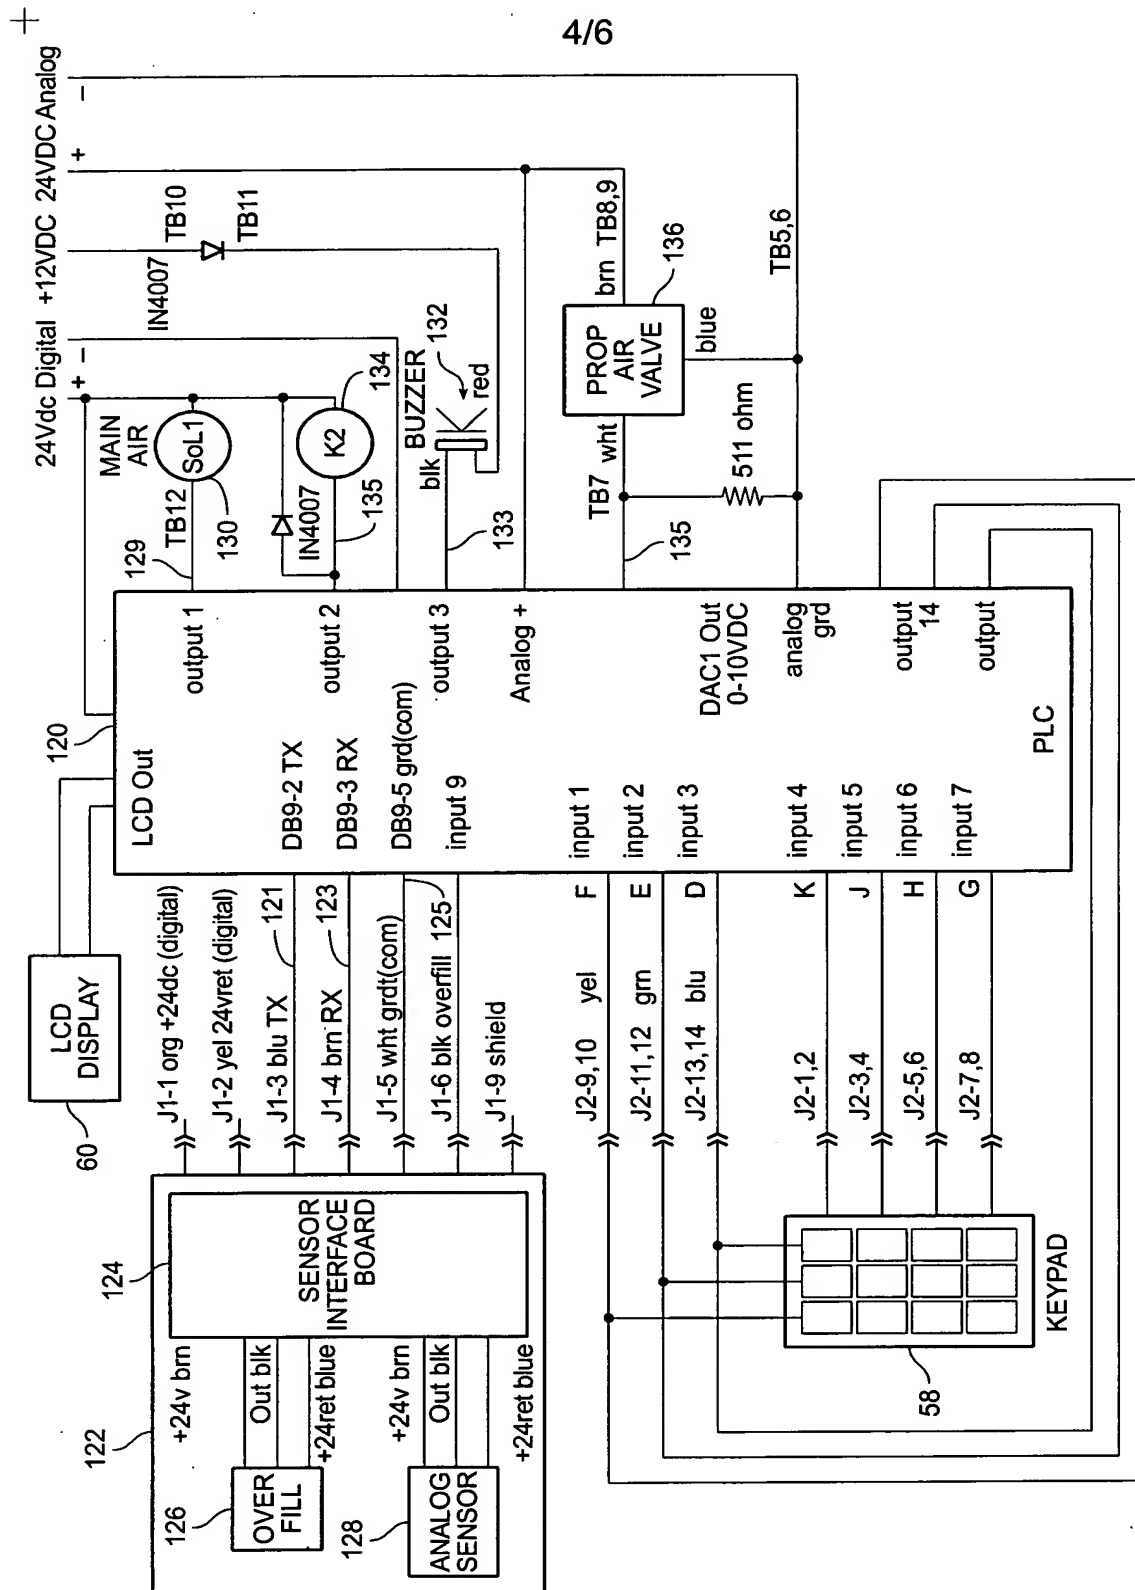 4/6
24Vdc Digital +12VDC 24VDC Analog
+ -
+
-
MAIN
AIR
SoL1
TB12
129
130
IN4007
TB10
TB11
K2
134
IN4007
135
BUZZER
132
red
blk
133
brn TB8,9
PROP
AIR
VALVE
136
wht
blue
TB7
135
511 ohm
TB5,6
120
LCD Out
output 1
output 2
output 3
Analog +
DAC1 Out
0-10VDC
analog
grd
output
14
output
DB9-2 TX
DB9-3 RX
DB9-5 grd(com)
input 9
input 1
input 2
input 3
input 4
input 5
input 6
input 7
PLC
LCD
DISPLAY
60
J1-1 org +24dc (digital)
J1-2 yel 24vret (digital)
J1-3 blu TX
121
J1-4 brn RX
123
J1-5 wht grdt(com)
J1-6 blk overfill
125
J1-9 shield
J2-9,10 yel F
J2-11,12 grn E
J2-13,14 blu D
J2-1,2 K
J2-3,4 J
J2-5,6 H
J2-7,8 G
SENSOR
INTERFACE
BOARD
124
122
+24v brn
Out blk
+24ret blue
+24v brn
Out blk
+24ret blue
OVER
FILL
126
ANALOG
SENSOR
128
KEYPAD
58